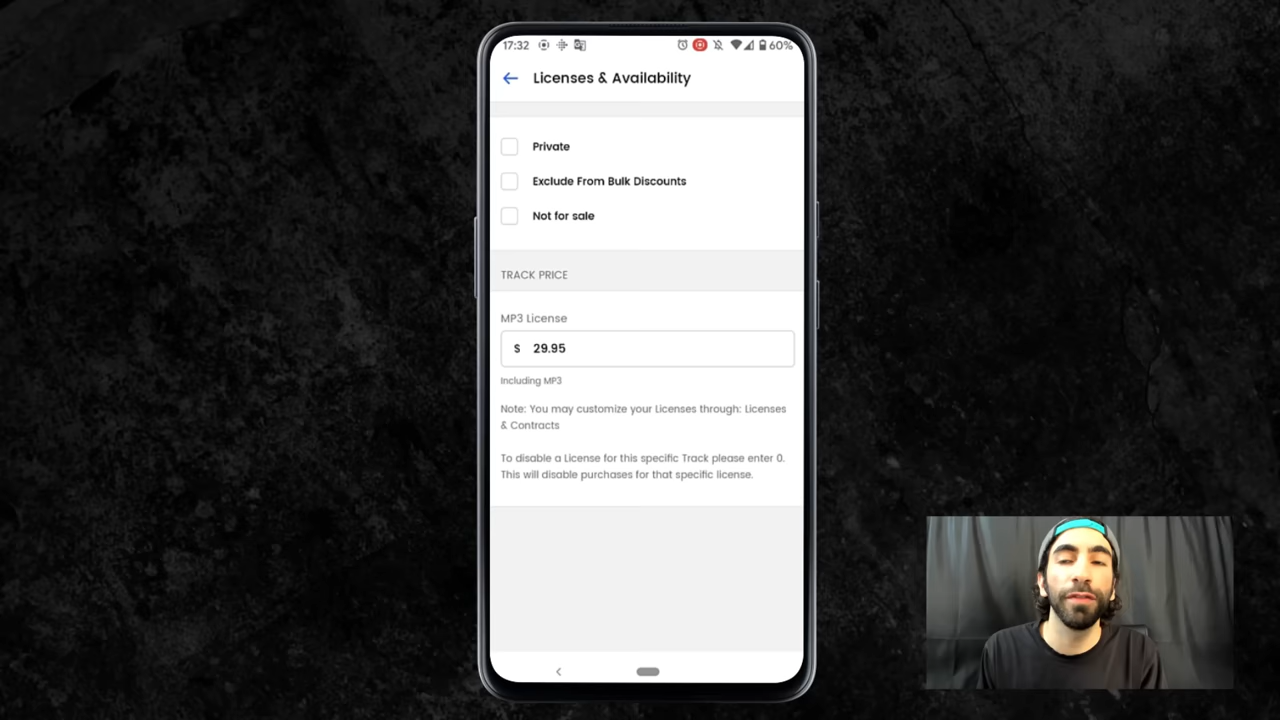 17:32
60%
Licenses & Availability
Private
Exclude From Bulk Discounts
Not for sale
TRACK PRICE
MP3 License
$ 29.95
Including MP3
Note: You may customize your Licenses through: Licenses
& Contracts
To disable a License for this specific Track please enter 0.
This will disable purchases for that specific license.